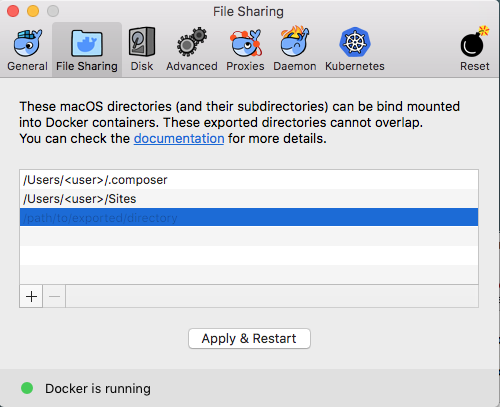 File Sharing
General File Sharing Disk Advanced Proxies Daemon Kubernetes Reset
These macOS directories (and their subdirectories) can be bind mounted
into Docker containers. These exported directories cannot overlap.
You can check the documentation for more details.
/Users/<user>/.composer
/Users/<user>/Sites
/path/to/exported/directory
Apply & Restart
Docker is running